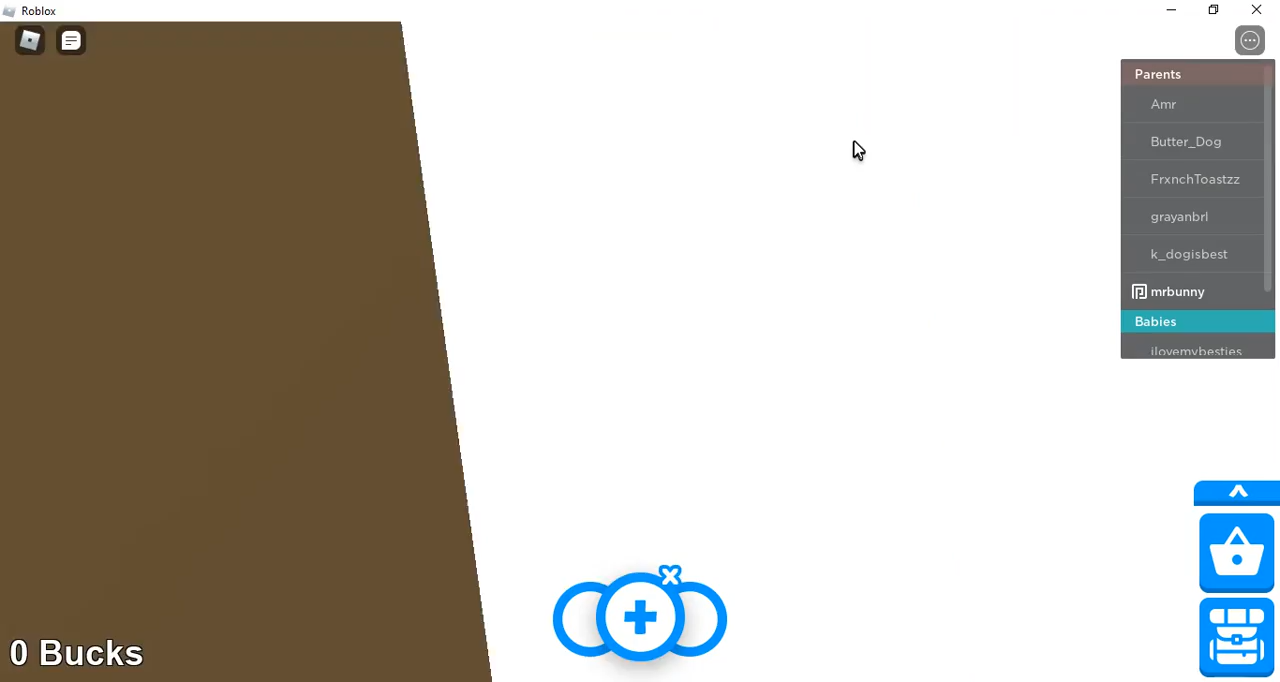 Roblox
Parents
Amr
Butter_Dog
FrxnchToastzz
grayanbrl
k_dogisbest
mrbunny
Babies
ilovemybesties
0 Bucks